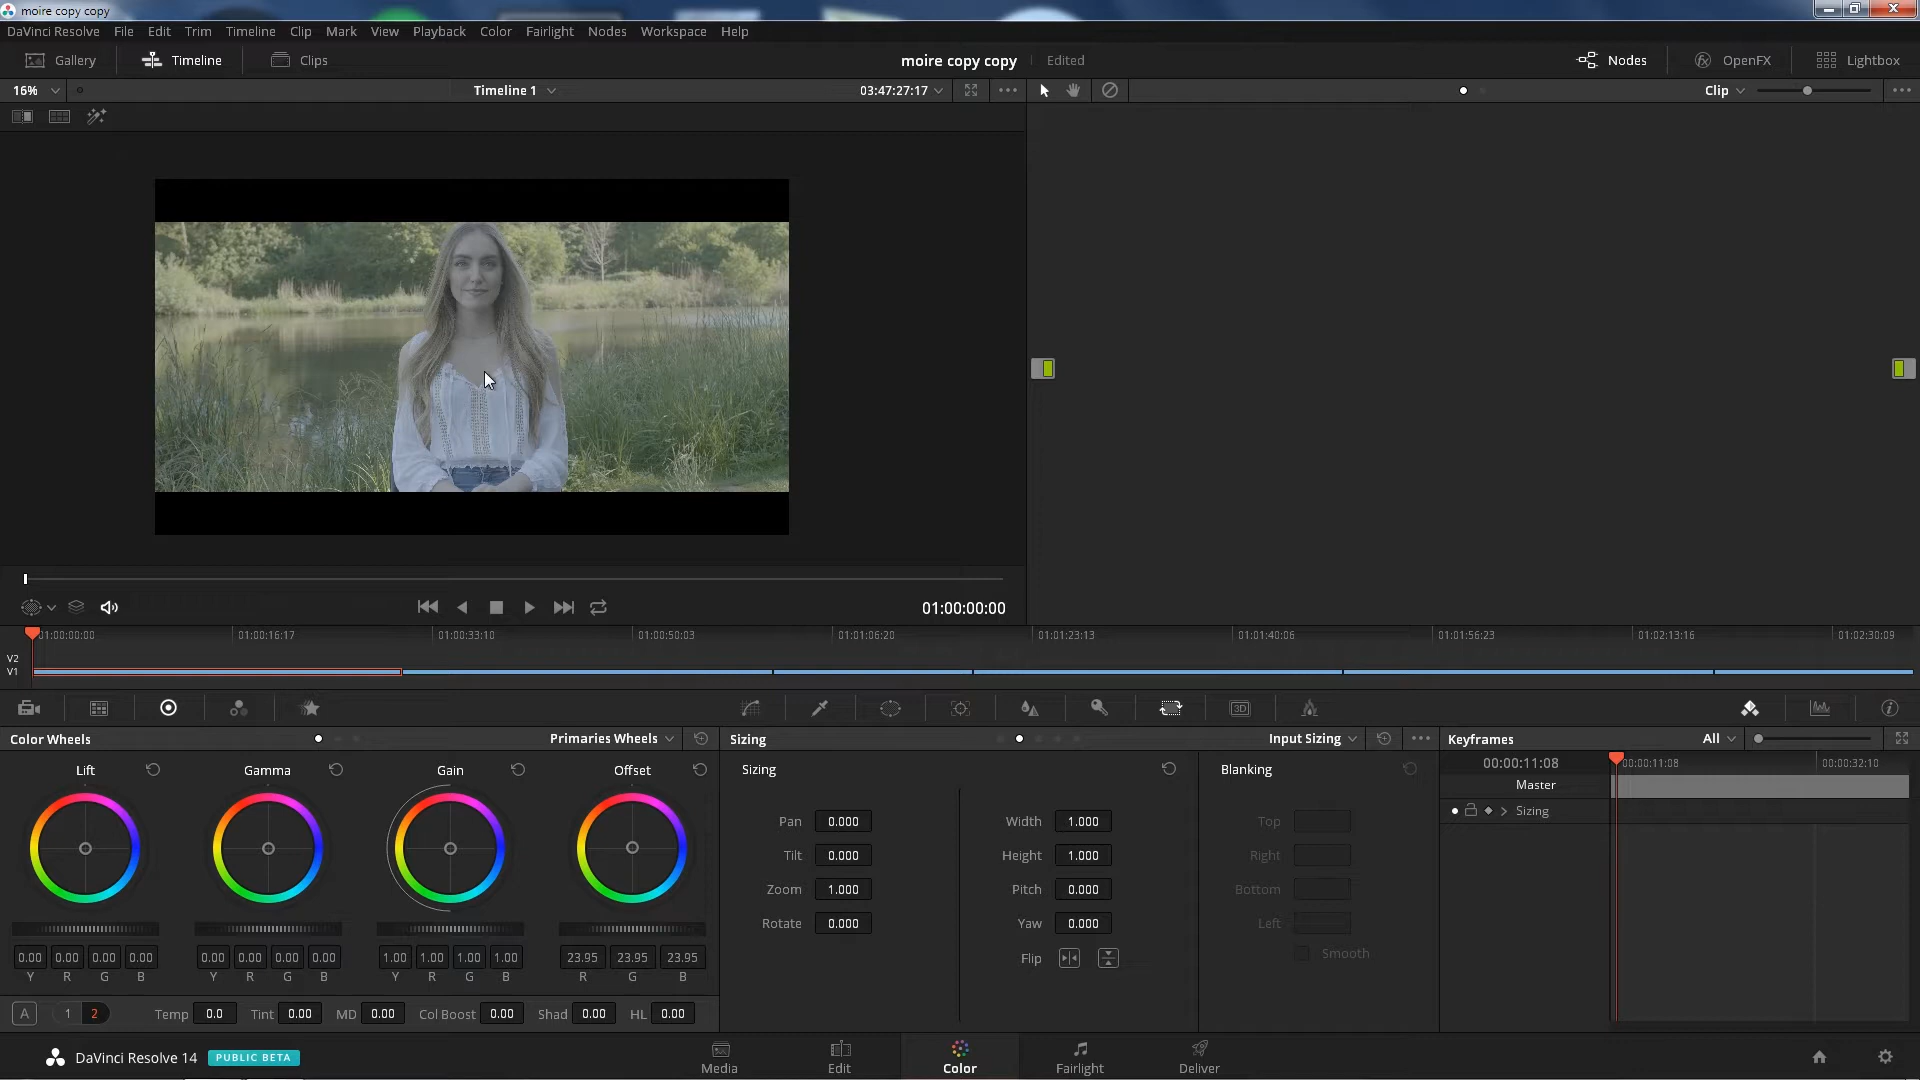 moire copy copy
DaVinci Resolve File Edit Trim Timeline Clip Mark View Playback Color Fairlight Nodes Workspace Help
Gallery Timeline Clips moire copy copy Edited Nodes OpenFX Lightbox
16% Timeline 1 03:47:27:17 Clip
01:00:00:00
01:00:00:00 01:00:16:17 01:00:33:10 01:00:50:03 01:01:06:20 01:01:23:13 01:01:40:06 01:01:56:23 01:02:13:16 01:02:30:09
V2
V1
3D
Color Wheels Primaries Wheels Sizing Input Sizing Keyframes All
Lift Gamma Gain Offset Sizing Blanking 00:00:11:08 00:00:11:08 00:00:32:10
Master
Sizing
Pan 0.000 Width 1.000 Top
Tilt 0.000 Height 1.000 Right
Zoom 1.000 Pitch 0.000 Bottom
Rotate 0.000 Yaw 0.000 Left
Flip Smooth
0.00 0.00 0.00 0.00 0.00 0.00 0.00 0.00 1.00 1.00 1.00 1.00 23.95 23.95 23.95
Y R G B Y R G B Y R G B R G B
A 1 2 Temp 0.0 Tint 0.00 MD 0.00 Col Boost 0.00 Shad 0.00 HL 0.00
DaVinci Resolve 14 PUBLIC BETA Media Edit Color Fairlight Deliver